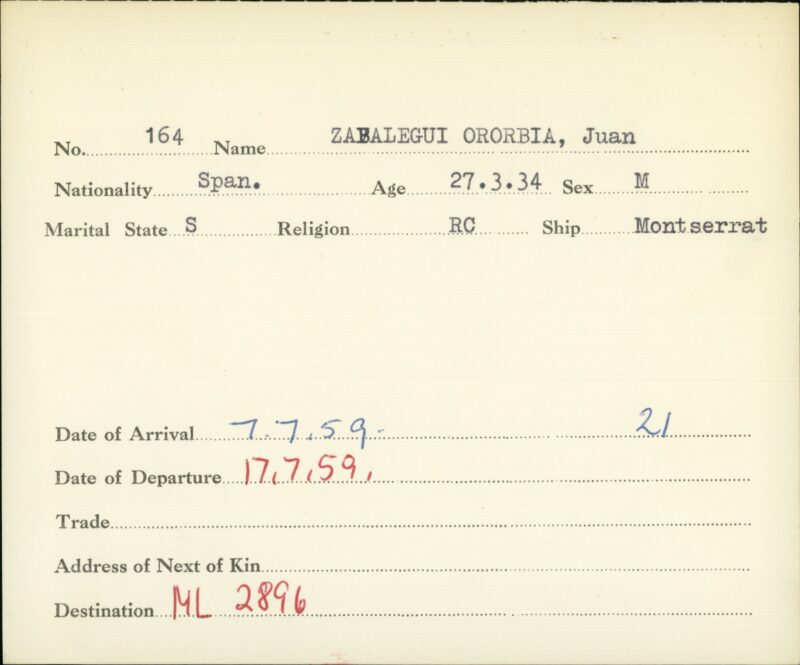 No. 164 Name ZABALEGUI ORORBIA, Juan
Nationality Span. Age 27.3.34 Sex M
Marital State S Religion RC Ship Montserrat
Date of Arrival 7.7.59. 21
Date of Departure 17.7.59.
Trade
Address of Next of Kin
Destination ML 2896